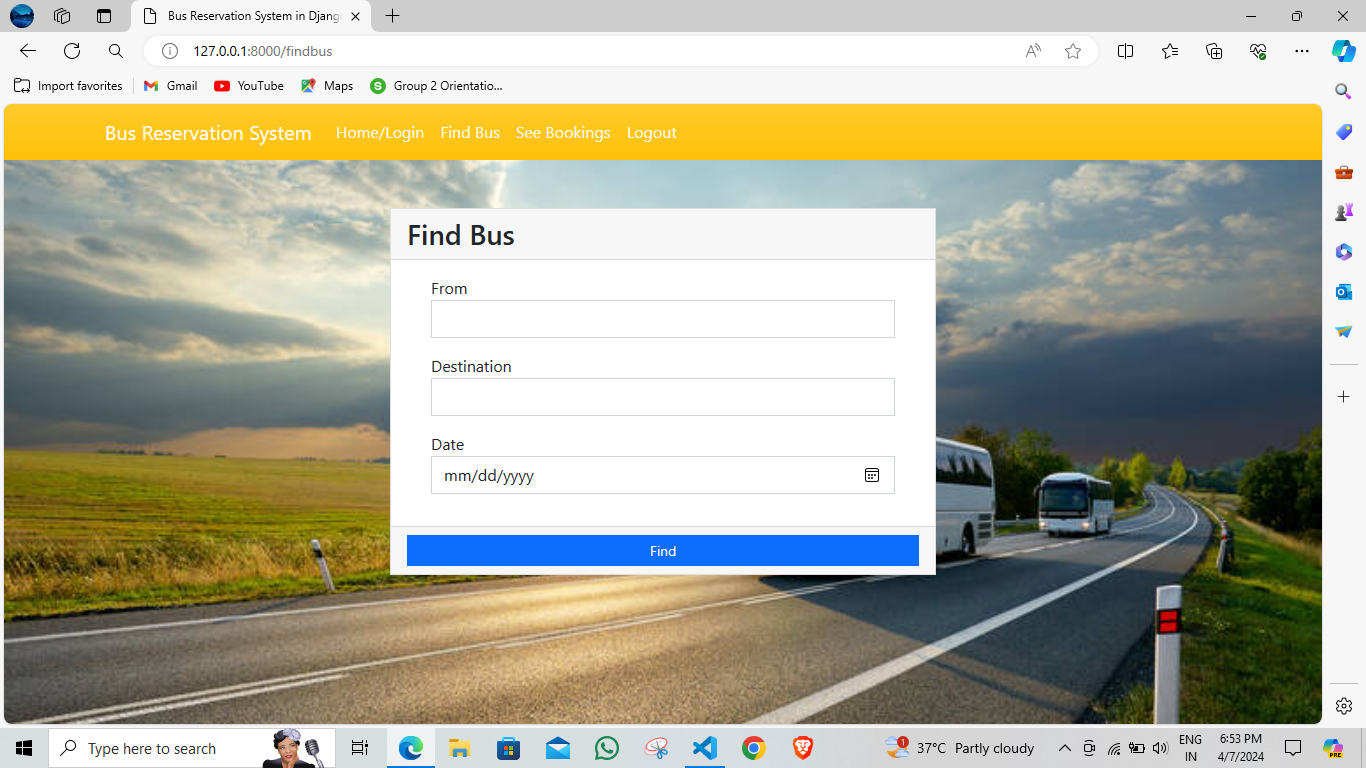 Bus Reservation System in Djang
127.0.0.1:8000/findbus
Import favorites
Gmail
YouTube
Maps
Group 2 Orientatio...
Bus Reservation System
Home/Login
Find Bus
See Bookings
Logout
Find Bus
From
Destination
Date
mm/dd/yyyy
Find
Type here to search
1
37°C Partly cloudy
ENG
IN
6:53 PM
4/7/2024
PRE